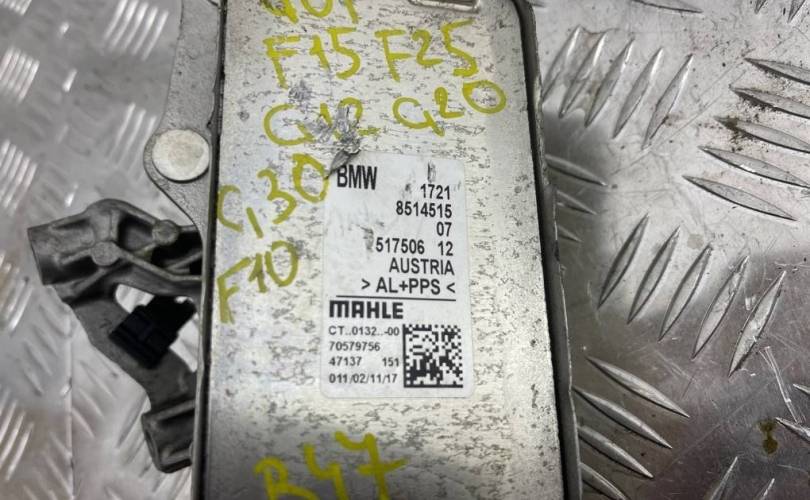 F15 F25
G12 G20
G30
F10
BMW
1721
8514515
07
517506 12
AUSTRIA
> AL+PPS <
MAHLE
CT..0132..-00
70579756
47137 151
011/02/11/17
B47